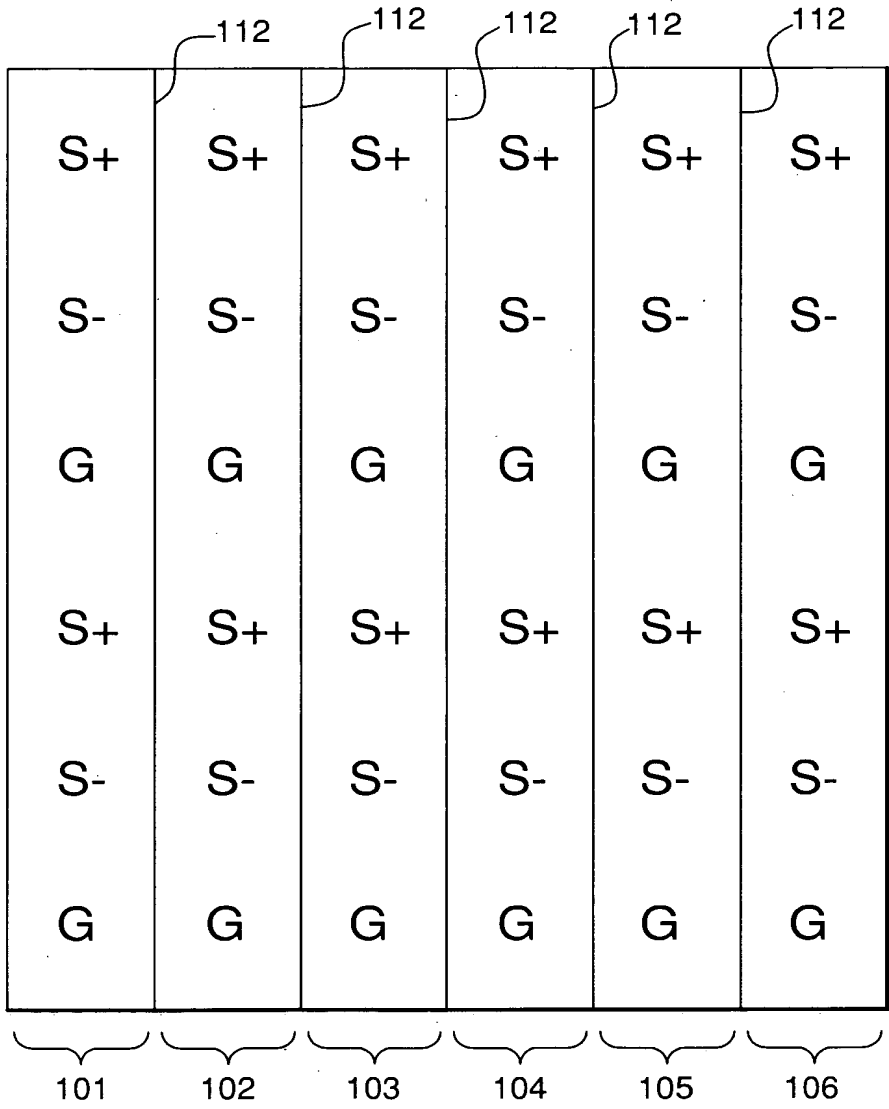 112 112 112 112 112
S+ S+ S+ S+ S+ S+
S- S- S- S- S- S-
G G G G G G
S+ S+ S+ S+ S+ S+
S- S- S- S- S- S-
G G G G G G
101 102 103 104 105 106